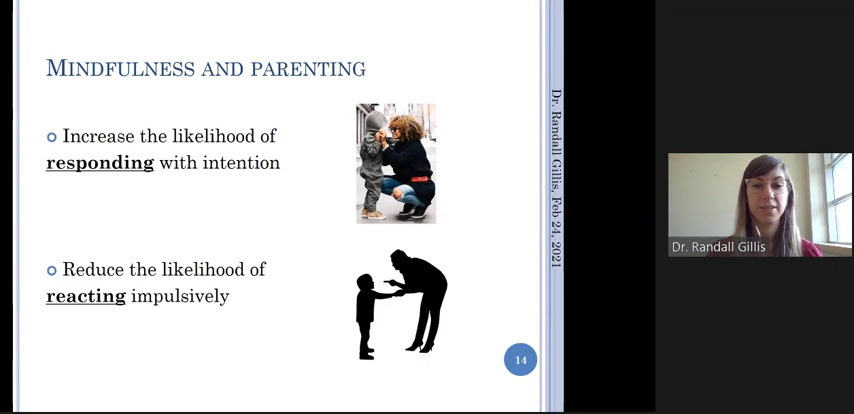 MINDFULNESS AND PARENTING
Increase the likelihood of
responding with intention
Reduce the likelihood of
reacting impulsively
14
Dr. Randall Gillis, Feb 24, 2021
Dr. Randall Gillis